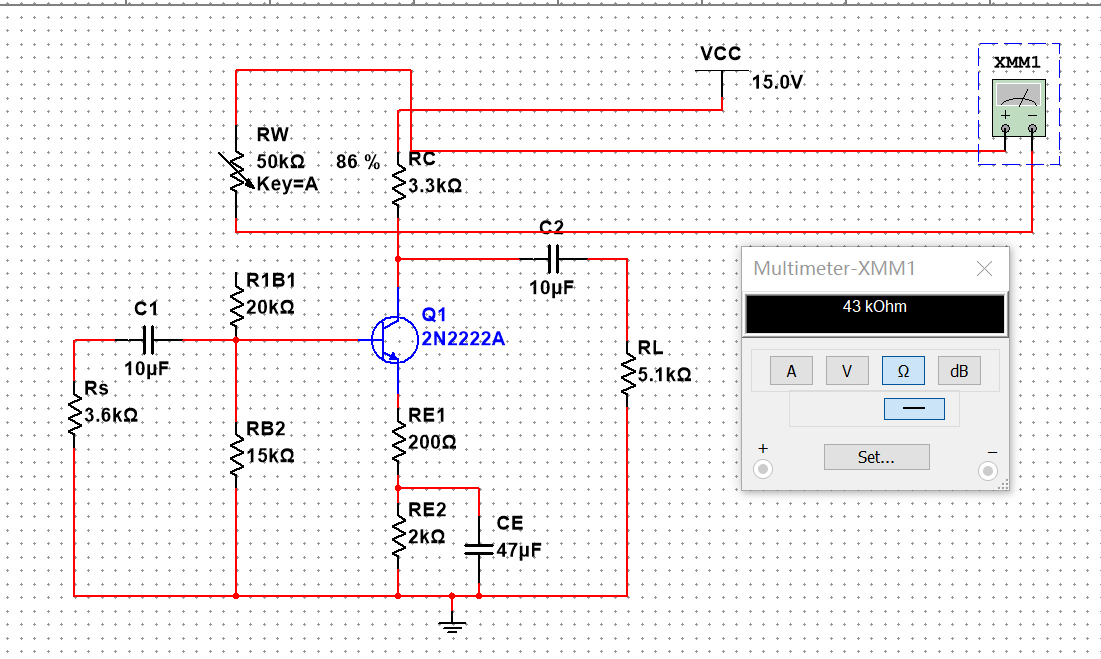 VCC
15.0V
XMM1
+ −
RW
50kΩ 86 %
Key=A
RC
3.3kΩ
C2
10µF
R1B1
20kΩ
C1
10µF
Q1
2N2222A
Rs
3.6kΩ
RL
5.1kΩ
RB2
15kΩ
RE1
200Ω
RE2
2kΩ
CE
47µF
Multimeter-XMM1
43 kOhm
A V Ω dB
+ Set... −